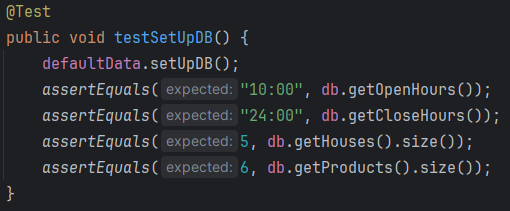 @Test
public void testSetUpDB() {
defaultData.setUpDB();
assertEquals( expected: "10:00", db.getOpenHours());
assertEquals( expected: "24:00", db.getCloseHours());
assertEquals( expected: 5, db.getHouses().size());
assertEquals( expected: 6, db.getProducts().size());
}